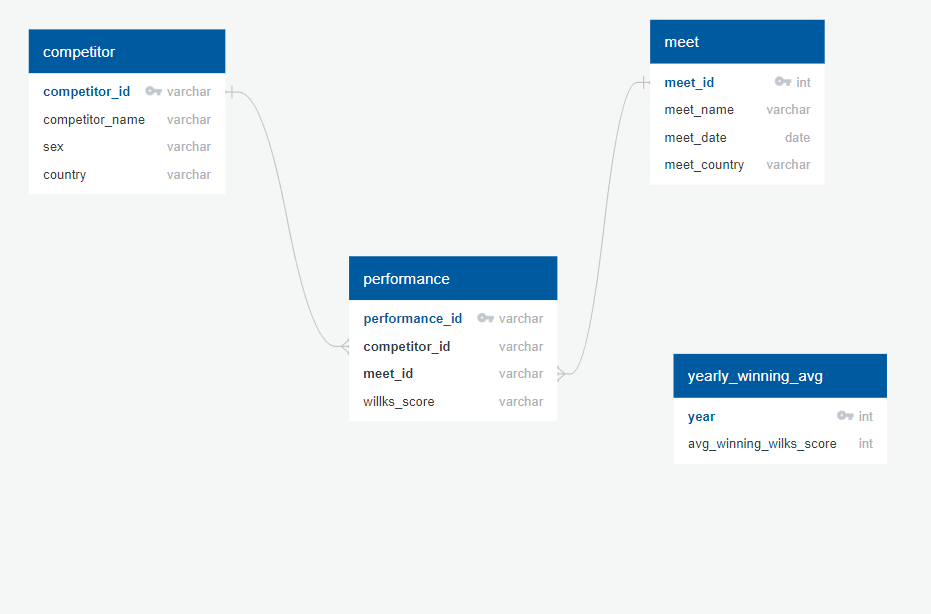 competitor
competitor_id varchar
competitor_name varchar
sex varchar
country varchar
meet
meet_id int
meet_name varchar
meet_date date
meet_country varchar
performance
performance_id varchar
competitor_id varchar
meet_id varchar
willks_score varchar
yearly_winning_avg
year int
avg_winning_wilks_score int